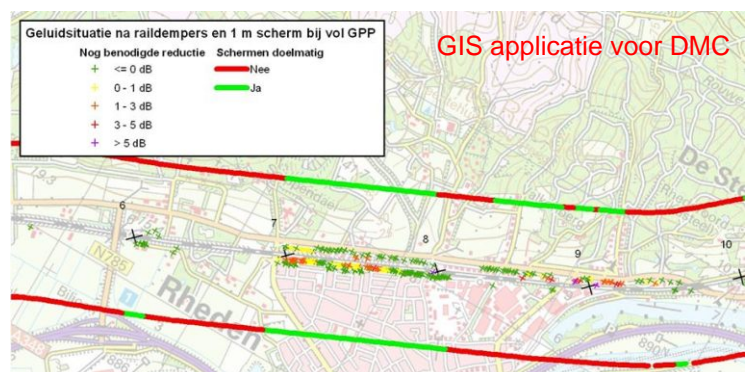 Geluidsituatie na raildempers en 1 m scherm bij vol GPP
Nog benodigde reductie
Schermen doelmatig
<= 0 dB
Nee
0 - 1 dB
Ja
1 - 3 dB
3 - 5 dB
> 5 dB
GIS applicatie voor DMC
De Ste
6
7
8
9
10
N785
Rheden